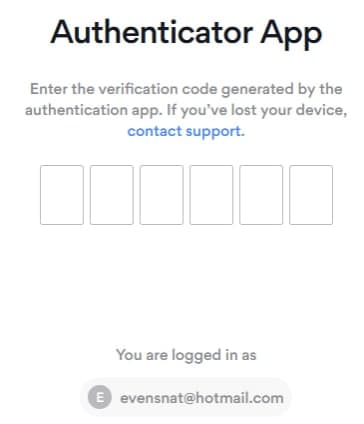 Authenticator App
Enter the verification code generated by the
authentication app. If you've lost your device,
contact support.
You are logged in as
E evensnat@hotmail.com